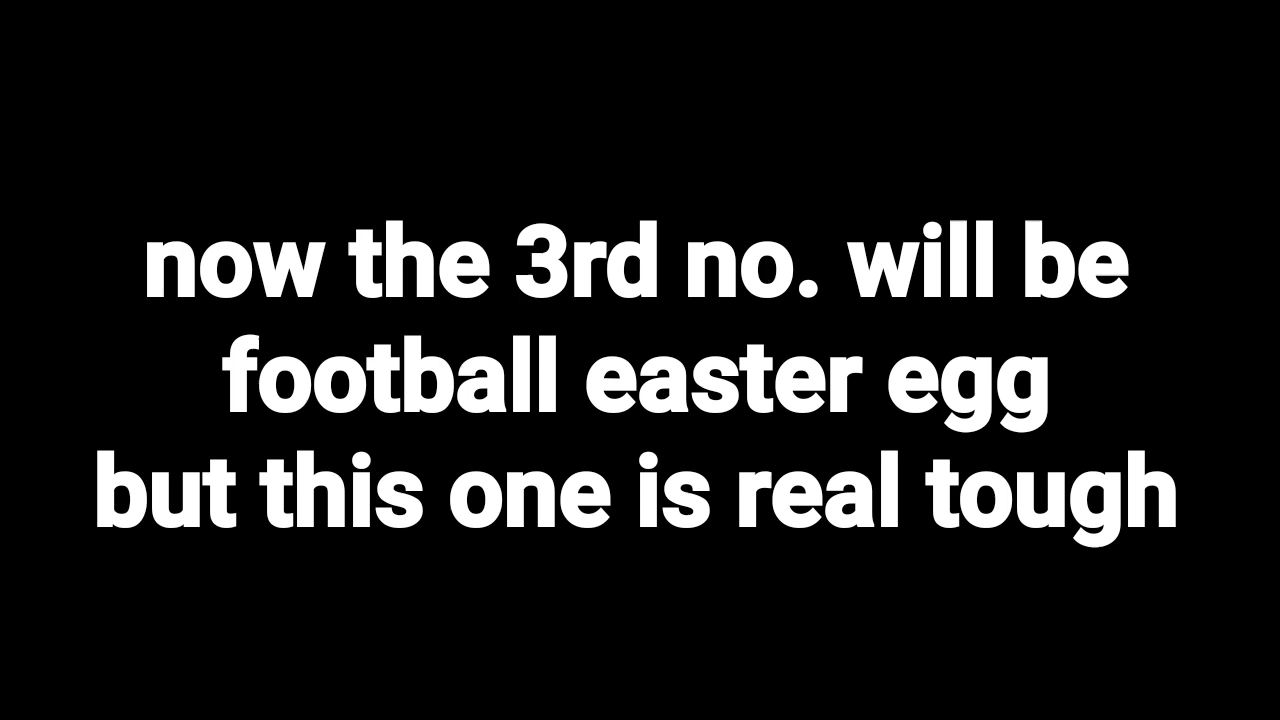 now the 3rd no. will be
football easter egg
but this one is real tough